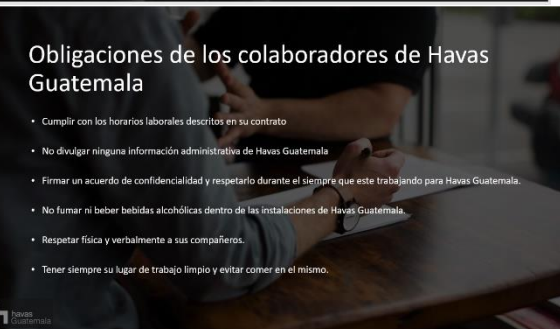 Obligaciones de los colaboradores de Havas
Guatemala
• Cumplir con los horarios laborales descritos en su contrato
• No divulgar ninguna información administrativa de Havas Guatemala
• Firmar un acuerdo de confidencialidad y respetarlo durante el siempre que este trabajando para Havas Guatemala.
• No fumar ni beber bebidas alcohólicas dentro de las instalaciones de Havas Guatemala.
• Respetar física y verbalmente a sus compañeros.
• Tener siempre su lugar de trabajo limpio y evitar comer en el mismo.
havas
Guatemala